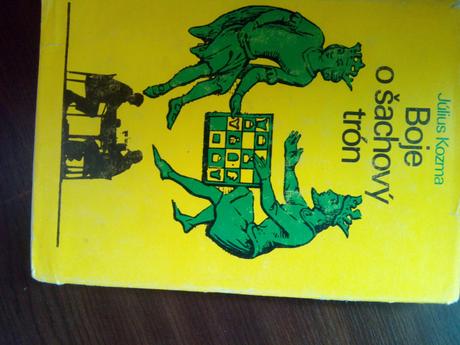 Július Kozma
Boje
o šachový
trón